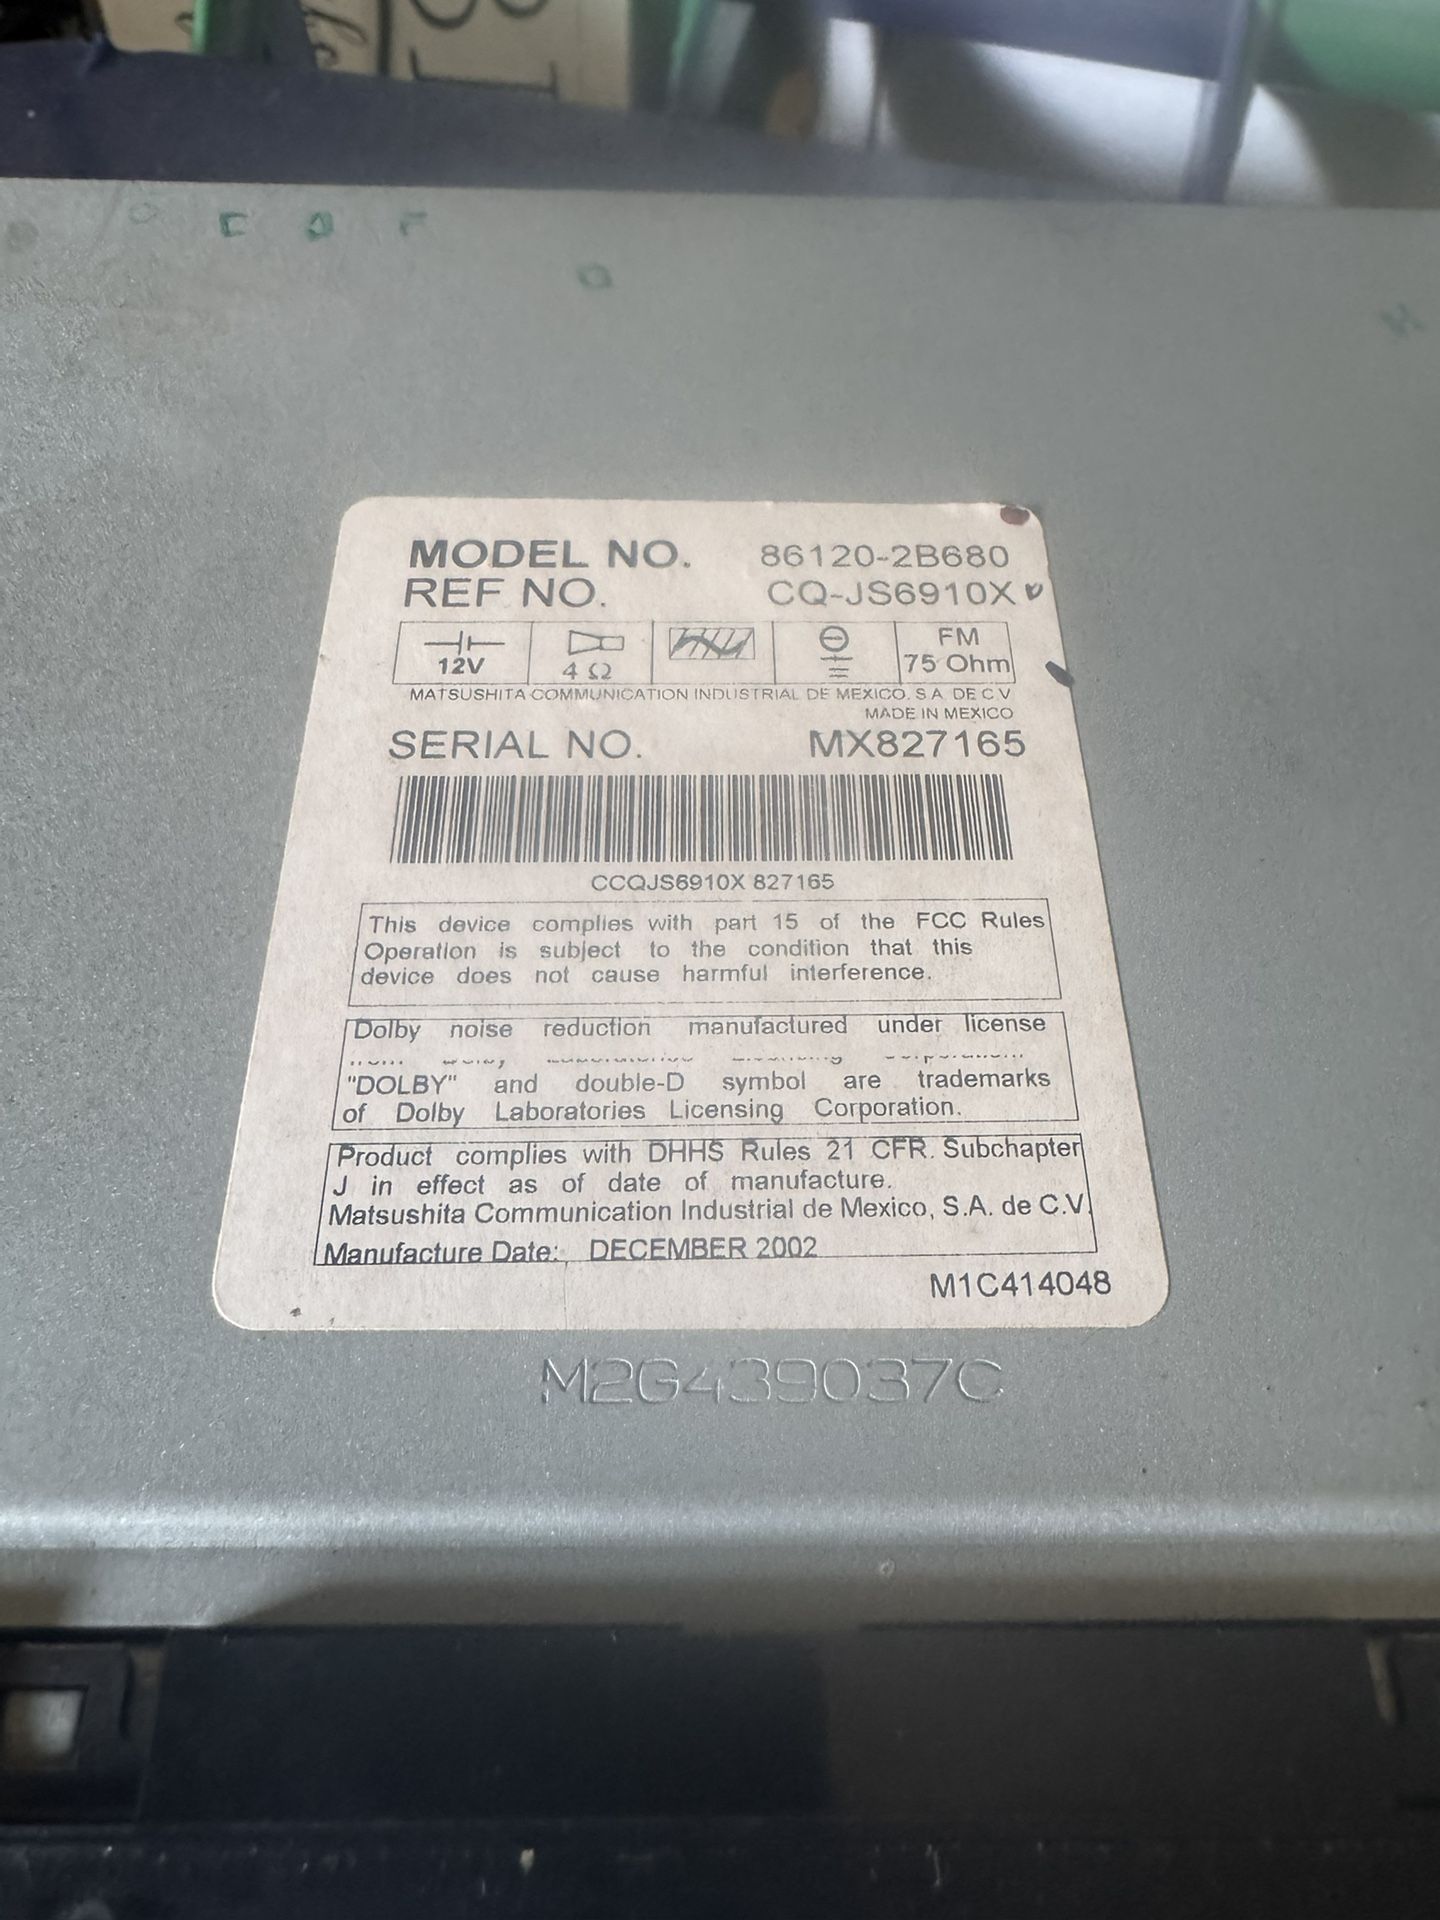 MODEL NO. 86120-2B680
REF NO. CQ-JS6910X
12V
4 Ω
FM
75 Ohm
MATSUSHITA COMMUNICATION INDUSTRIAL DE MEXICO. S.A. DE C V
MADE IN MEXICO
SERIAL NO. MX827165
CCQJS6910X 827165
This device complies with part 15 of the FCC Rules
Operation is subject to the condition that this
device does not cause harmful interference.
Dolby noise reduction manufactured under license
from Dolby Laboratories Licensing Corporation.
"DOLBY" and double-D symbol are trademarks
of Dolby Laboratories Licensing Corporation.
Product complies with DHHS Rules 21 CFR. Subchapter
J in effect as of date of manufacture.
Matsushita Communication Industrial de Mexico, S.A. de C.V.
Manufacture Date: DECEMBER 2002
M1C414048
M2G439037C